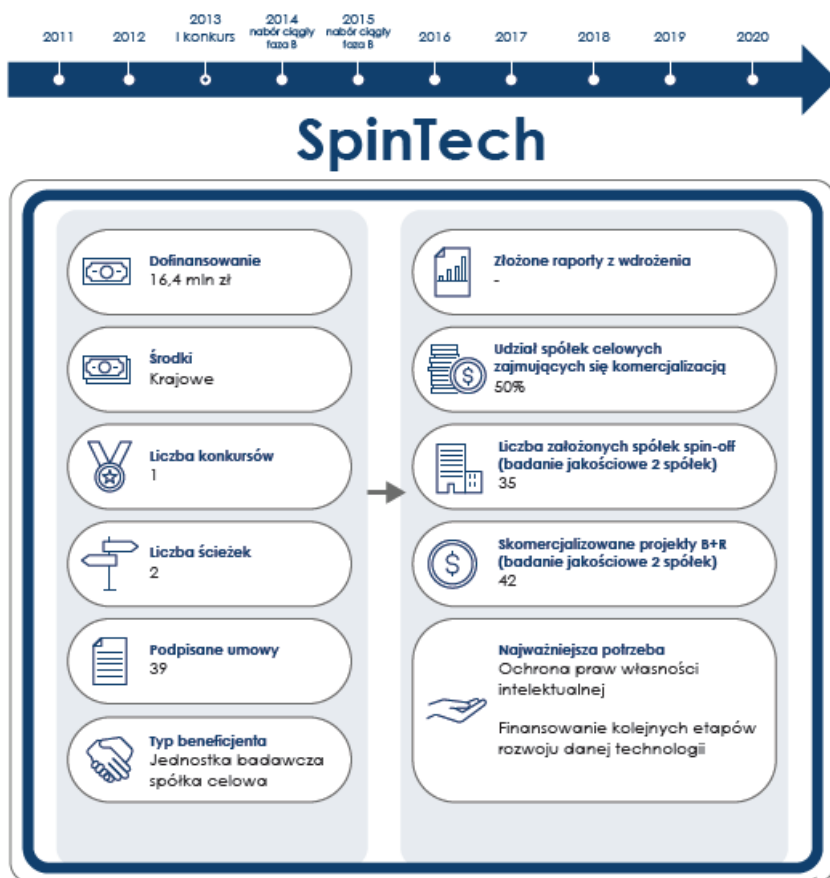 2011
2012
2013
I konkurs
2014
nabór ciągły
faza B
2015
nabór ciągły
faza B
2016
2017
2018
2019
2020
SpinTech
Dofinansowanie
16,4 mln zł
Środki
Krajowe
Liczba konkursów
1
Liczba ścieżek
2
Podpisane umowy
39
Typ beneficjenta
Jednostka badawcza
spółka celowa
Złożone raporty z wdrożenia
-
Udział spółek celowych
zajmujących się komercjalizacją
50%
Liczba założonych spółek spin-off
(badanie jakościowe 2 spółek)
35
Skomercjalizowane projekty B+R
(badanie jakościowe 2 spółek)
42
Najważniejsza potrzeba
Ochrona praw własności
intelektualnej
Finansowanie kolejnych etapów
rozwoju danej technologii